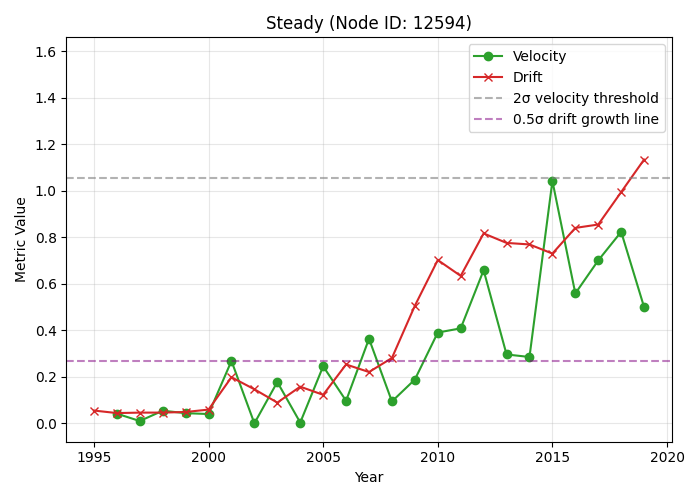 Steady (Node ID: 12594)
Velocity
Drift
2σ velocity threshold
0.5σ drift growth line
Metric Value
1.6
1.4
1.2
1.0
0.8
0.6
0.4
0.2
0.0
1995 2000 2005 2010 2015 2020
Year